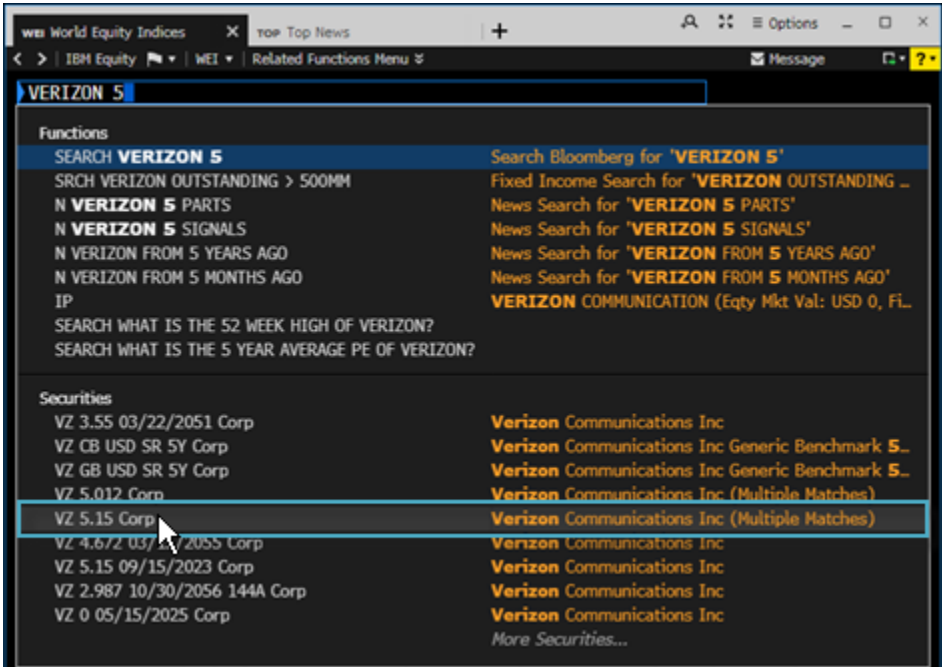 WEI World Equity Indices X TOP Top News + Options
< > IBM Equity WEI Related Functions Menu Message ?
VERIZON 5
Functions
SEARCH VERIZON 5 Search Bloomberg for 'VERIZON 5'
SRCH VERIZON OUTSTANDING > 500MM Fixed Income Search for 'VERIZON OUTSTANDING ...
N VERIZON 5 PARTS News Search for 'VERIZON 5 PARTS'
N VERIZON 5 SIGNALS News Search for 'VERIZON 5 SIGNALS'
N VERIZON FROM 5 YEARS AGO News Search for 'VERIZON FROM 5 YEARS AGO'
N VERIZON FROM 5 MONTHS AGO News Search for 'VERIZON FROM 5 MONTHS AGO'
IP VERIZON COMMUNICATION (Eqty Mkt Val: USD 0, Fi...
SEARCH WHAT IS THE 52 WEEK HIGH OF VERIZON?
SEARCH WHAT IS THE 5 YEAR AVERAGE PE OF VERIZON?
Securities
VZ 3.55 03/22/2051 Corp Verizon Communications Inc
VZ CB USD SR 5Y Corp Verizon Communications Inc Generic Benchmark 5...
VZ GB USD SR 5Y Corp Verizon Communications Inc Generic Benchmark 5...
VZ 5.012 Corp Verizon Communications Inc (Multiple Matches)
VZ 5.15 Corp Verizon Communications Inc (Multiple Matches)
VZ 4.672 /2055 Corp Verizon Communications Inc
VZ 5.15 09/15/2023 Corp Verizon Communications Inc
VZ 2.987 10/30/2056 144A Corp Verizon Communications Inc
VZ 0 05/15/2025 Corp Verizon Communications Inc
More Securities...